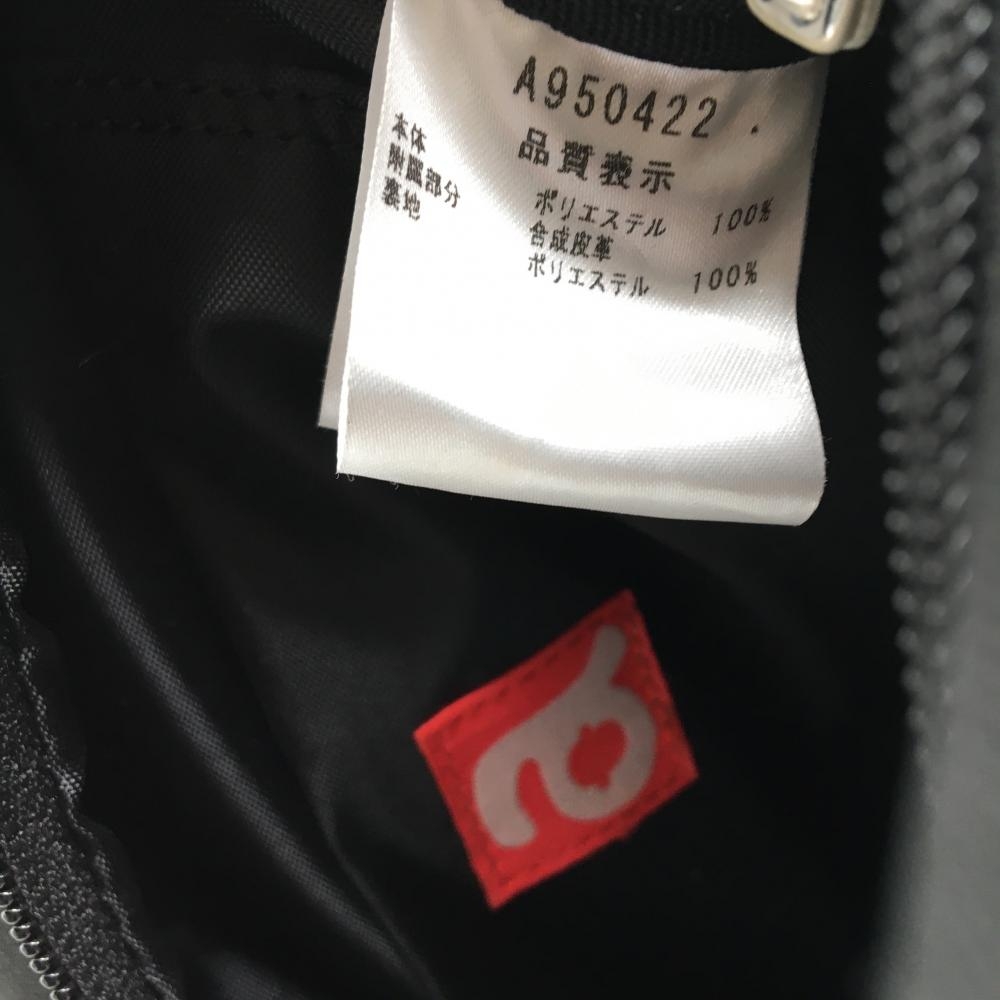 A950422 .
品質表示
本体 ポリエステル 100%
附属部分 合成皮革
裏地 ポリエステル 100%